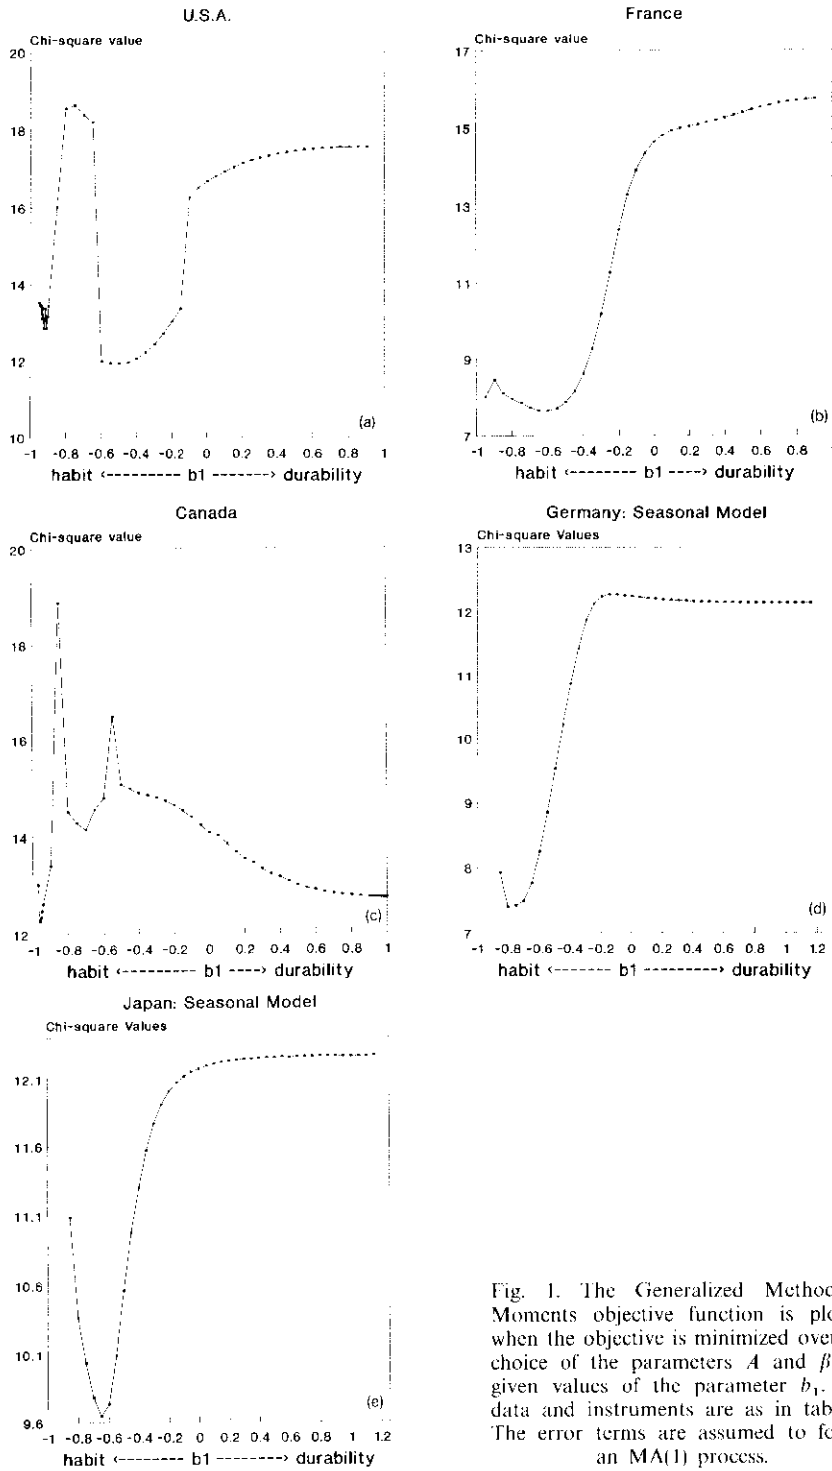 U.S.A.
Chi-square value
20
18
16
14
12
10
(a)
-1 -0.8 -0.6 -0.4 -0.2 0 0.2 0.4 0.6 0.8 1
habit <--------- b1 -------> durability
France
Chi-square value
17
15
13
11
9
7
(b)
-1 -0.8 -0.6 -0.4 -0.2 0 0.2 0.4 0.6 0.8
habit <--------- b1 ----> durability
Canada
Chi-square value
20
18
16
14
12
(c)
-1 -0.8 -0.6 -0.4 -0.2 0 0.2 0.4 0.6 0.8 1
habit <--------- b1 ----> durability
Germany: Seasonal Model
Chi-square Values
13
12
11
10
9
8
7
(d)
-1 -0.8 -0.6 -0.4 -0.2 0 0.2 0.4 0.6 0.8 1 1.2
habit <--------- b1 ---------> durability
Japan: Seasonal Model
Chi-square Values
12.1
11.6
11.1
10.6
10.1
9.6
(e)
-1 -0.8 -0.6 -0.4 -0.2 0 0.2 0.4 0.6 0.8 1 1.2
habit <--------- b1 ---------> durability
Fig. 1. The Generalized Method
Moments objective function is plo
when the objective is minimized over
choice of the parameters A and β
given values of the parameter b₁.
data and instruments are as in tab
The error terms are assumed to fo
an MA(1) process.